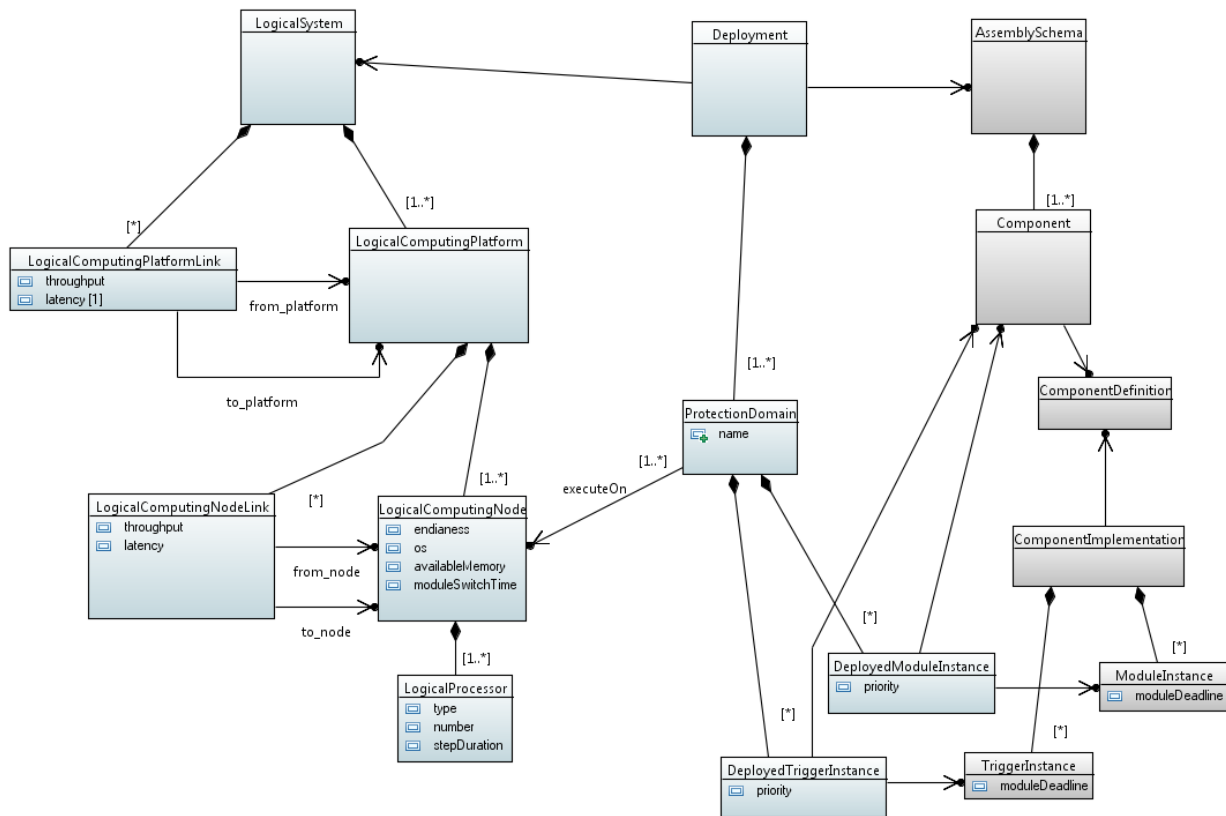 LogicalSystem
Deployment
AssemblySchema
[*]
[1..*]
[1..*]
LogicalComputingPlatformLink
throughput
latency [1]
LogicalComputingPlatform
Component
from_platform
to_platform
[1..*]
ComponentDefinition
ProtectionDomain
name
[1..*]
executeOn
[*]
[1..*]
LogicalComputingNodeLink
throughput
latency
LogicalComputingNode
endianess
os
availableMemory
moduleSwitchTime
from_node
to_node
ComponentImplementation
[*]
[*]
[1..*]
LogicalProcessor
type
number
stepDuration
DeployedModuleInstance
priority
ModuleInstance
moduleDeadline
[*]
[*]
DeployedTriggerInstance
priority
TriggerInstance
moduleDeadline